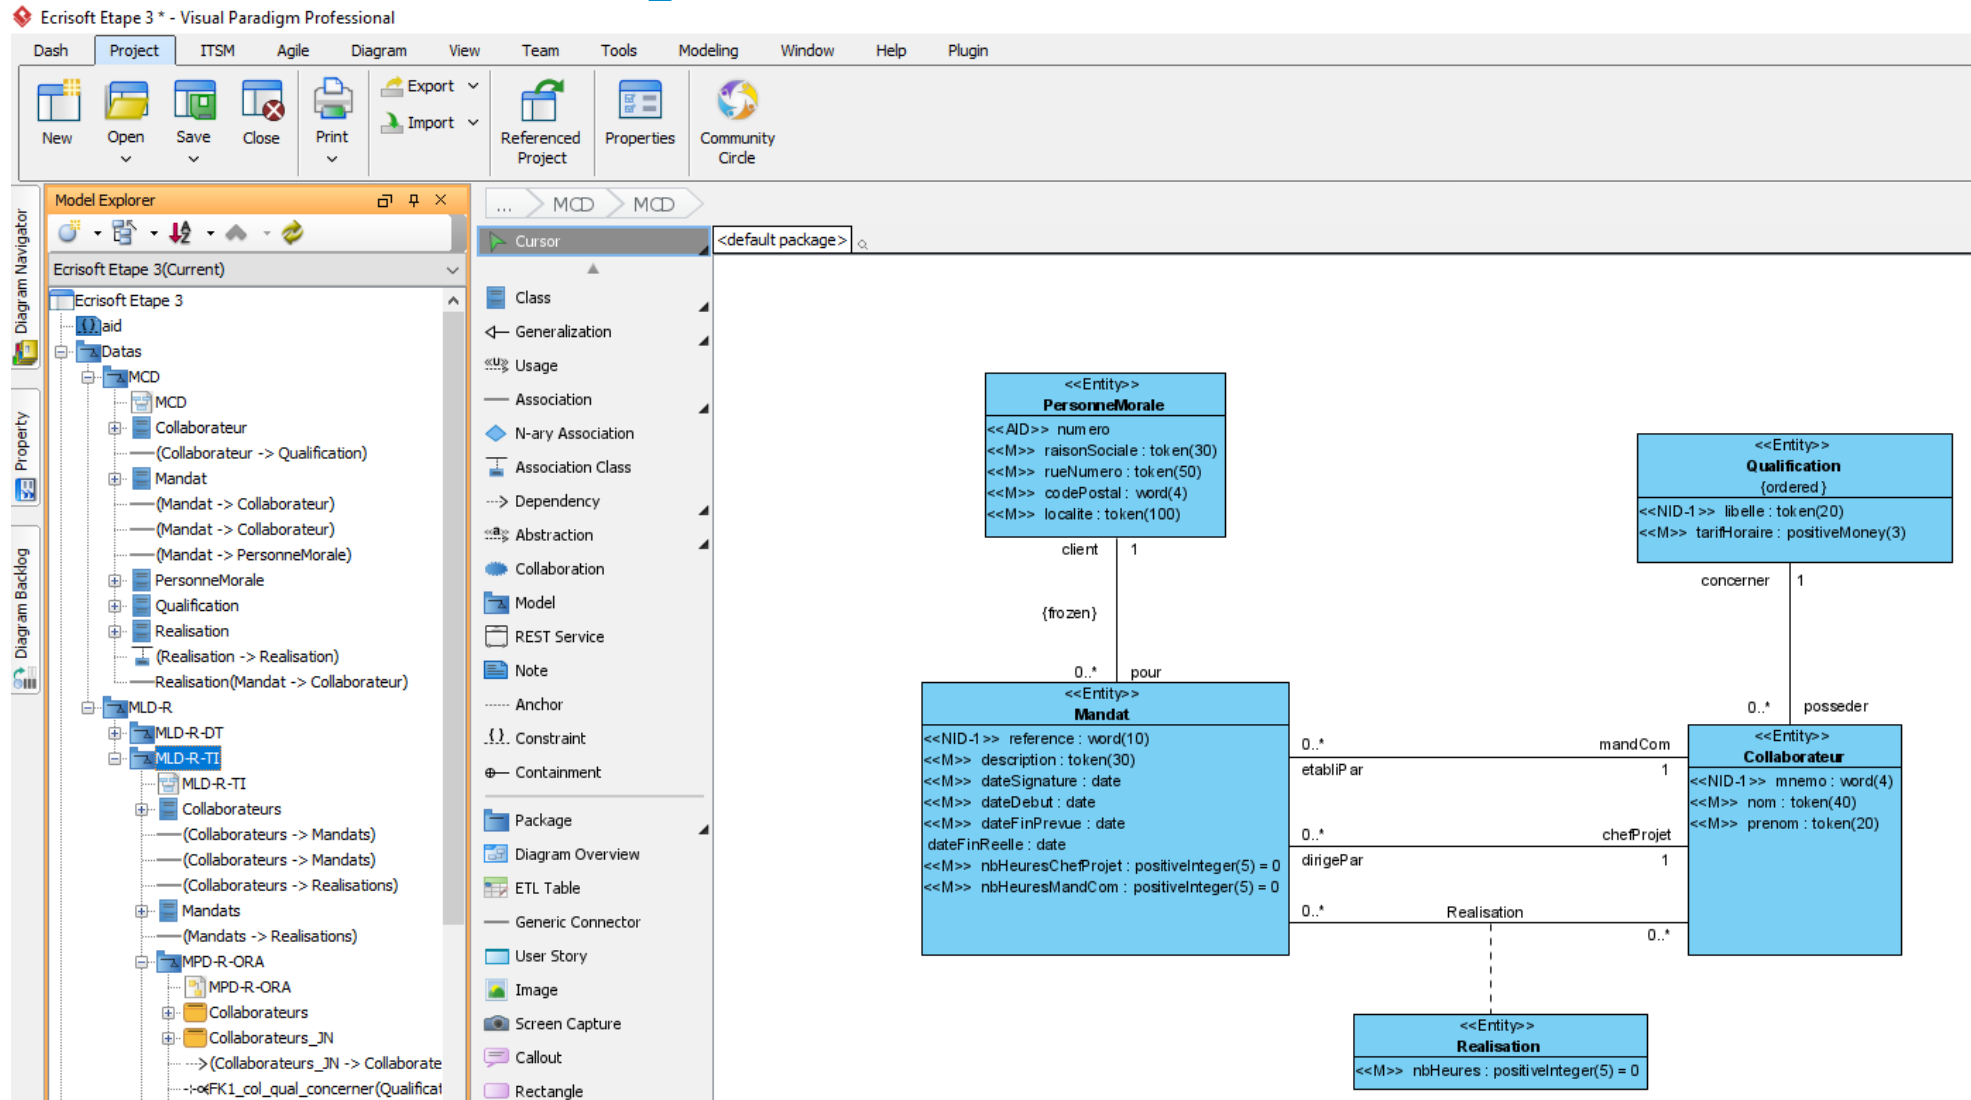 Ecrisoft Etape 3 * - Visual Paradigm Professional
Dash Project ITSM Agile Diagram View Team Tools Modeling Window Help Plugin
New
Open
Save
Close
Print
Export
Import
Referenced
Project
Properties
Community
Circle
Diagram Navigator
Property
Diagram Backlog
Model Explorer
Ecrisoft Etape 3(Current)
Ecrisoft Etape 3
aid
Datas
MCD
MCD
Collaborateur
(Collaborateur -> Qualification)
Mandat
(Mandat -> Collaborateur)
(Mandat -> Collaborateur)
(Mandat -> PersonneMorale)
PersonneMorale
Qualification
Realisation
(Realisation -> Realisation)
Realisation(Mandat -> Collaborateur)
MLD-R
MLD-R-DT
MLD-R-TI
MLD-R-TI
Collaborateurs
(Collaborateurs -> Mandats)
(Collaborateurs -> Mandats)
(Collaborateurs -> Realisations)
Mandats
(Mandats -> Realisations)
MPD-R-ORA
MPD-R-ORA
Collaborateurs
Collaborateurs_JN
(Collaborateurs_JN -> Collaborate
FK1_col_qual_concerner(Qualificat
... MCD MCD
Cursor
Class
Generalization
Usage
Association
N-ary Association
Association Class
Dependency
Abstraction
Collaboration
Model
REST Service
Note
Anchor
Constraint
Containment
Package
Diagram Overview
ETL Table
Generic Connector
User Story
Image
Screen Capture
Callout
Rectangle
<default package>
<<Entity>>
PersonneMorale
<<AID>> numero
<<M>> raisonSociale : token(30)
<<M>> rueNumero : token(50)
<<M>> codePostal : word(4)
<<M>> localite : token(100)
client 1
{frozen}
0..* pour
<<Entity>>
Qualification
{ordered}
<<NID-1>> libelle : token(20)
<<M>> tarifHoraire : positiveMoney(3)
concerner 1
0..* posseder
<<Entity>>
Mandat
<<NID-1>> reference : word(10)
<<M>> description : token(30)
<<M>> dateSignature : date
<<M>> dateDebut : date
<<M>> dateFinPrevue : date
dateFinReelle : date
<<M>> nbHeuresChefProjet : positiveInteger(5) = 0
<<M>> nbHeuresMandCom : positiveInteger(5) = 0
0..* mandCom
etabliPar 1
0..* chefProjet
dirigePar 1
0..* Realisation
0..*
<<Entity>>
Collaborateur
<<NID-1>> mnemo : word(4)
<<M>> nom : token(40)
<<M>> prenom : token(20)
<<Entity>>
Realisation
<<M>> nbHeures : positiveInteger(5) = 0